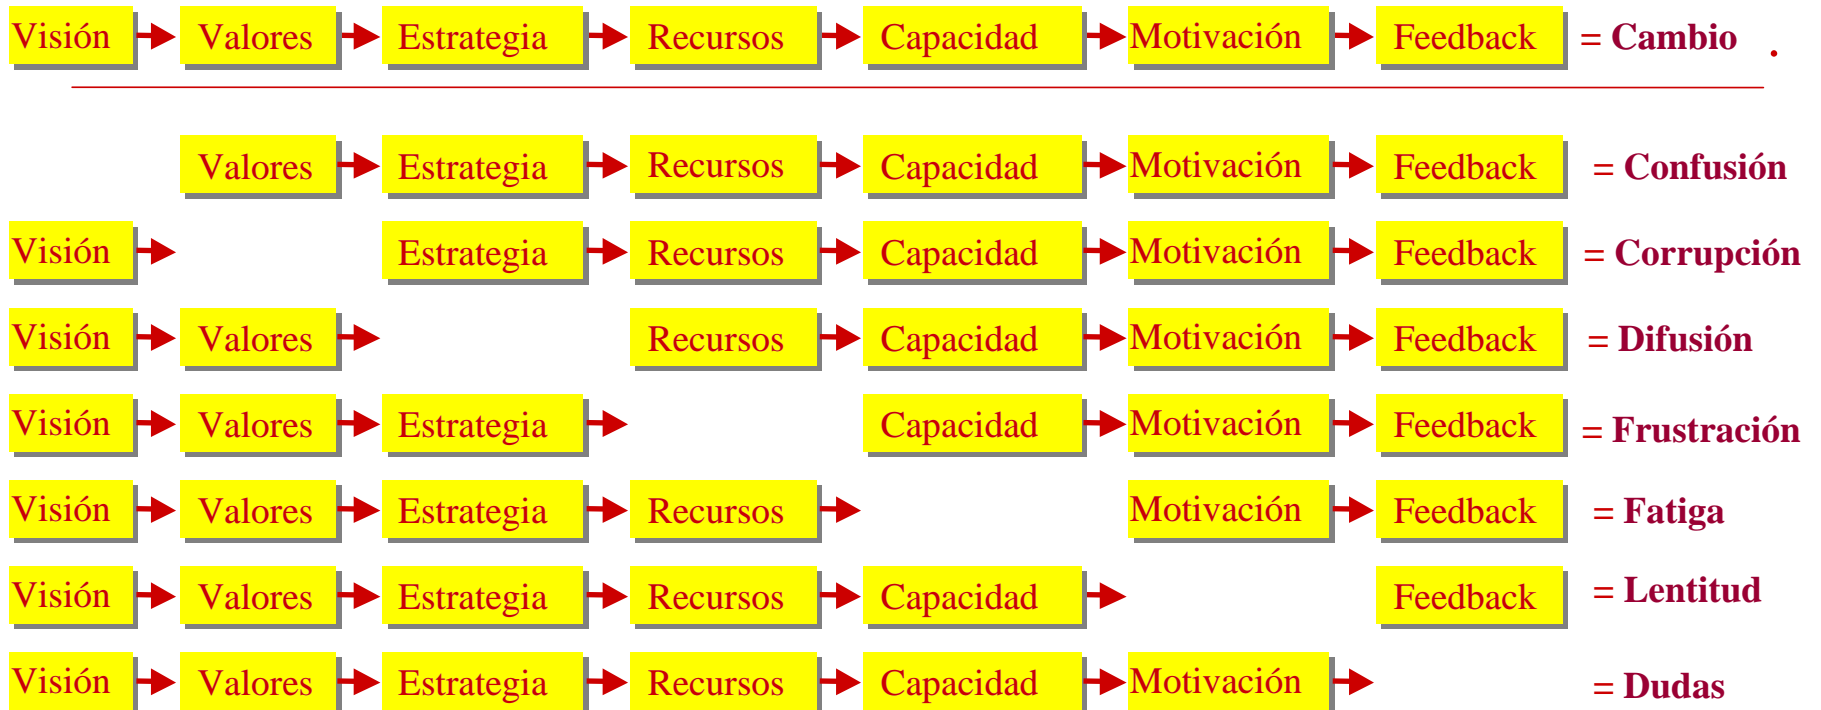 Visión Valores Estrategia Recursos Capacidad Motivación Feedback = Cambio .
Valores Estrategia Recursos Capacidad Motivación Feedback = Confusión
Visión Estrategia Recursos Capacidad Motivación Feedback = Corrupción
Visión Valores Recursos Capacidad Motivación Feedback = Difusión
Visión Valores Estrategia Capacidad Motivación Feedback = Frustración
Visión Valores Estrategia Recursos Motivación Feedback = Fatiga
Visión Valores Estrategia Recursos Capacidad Feedback = Lentitud
Visión Valores Estrategia Recursos Capacidad Motivación = Dudas